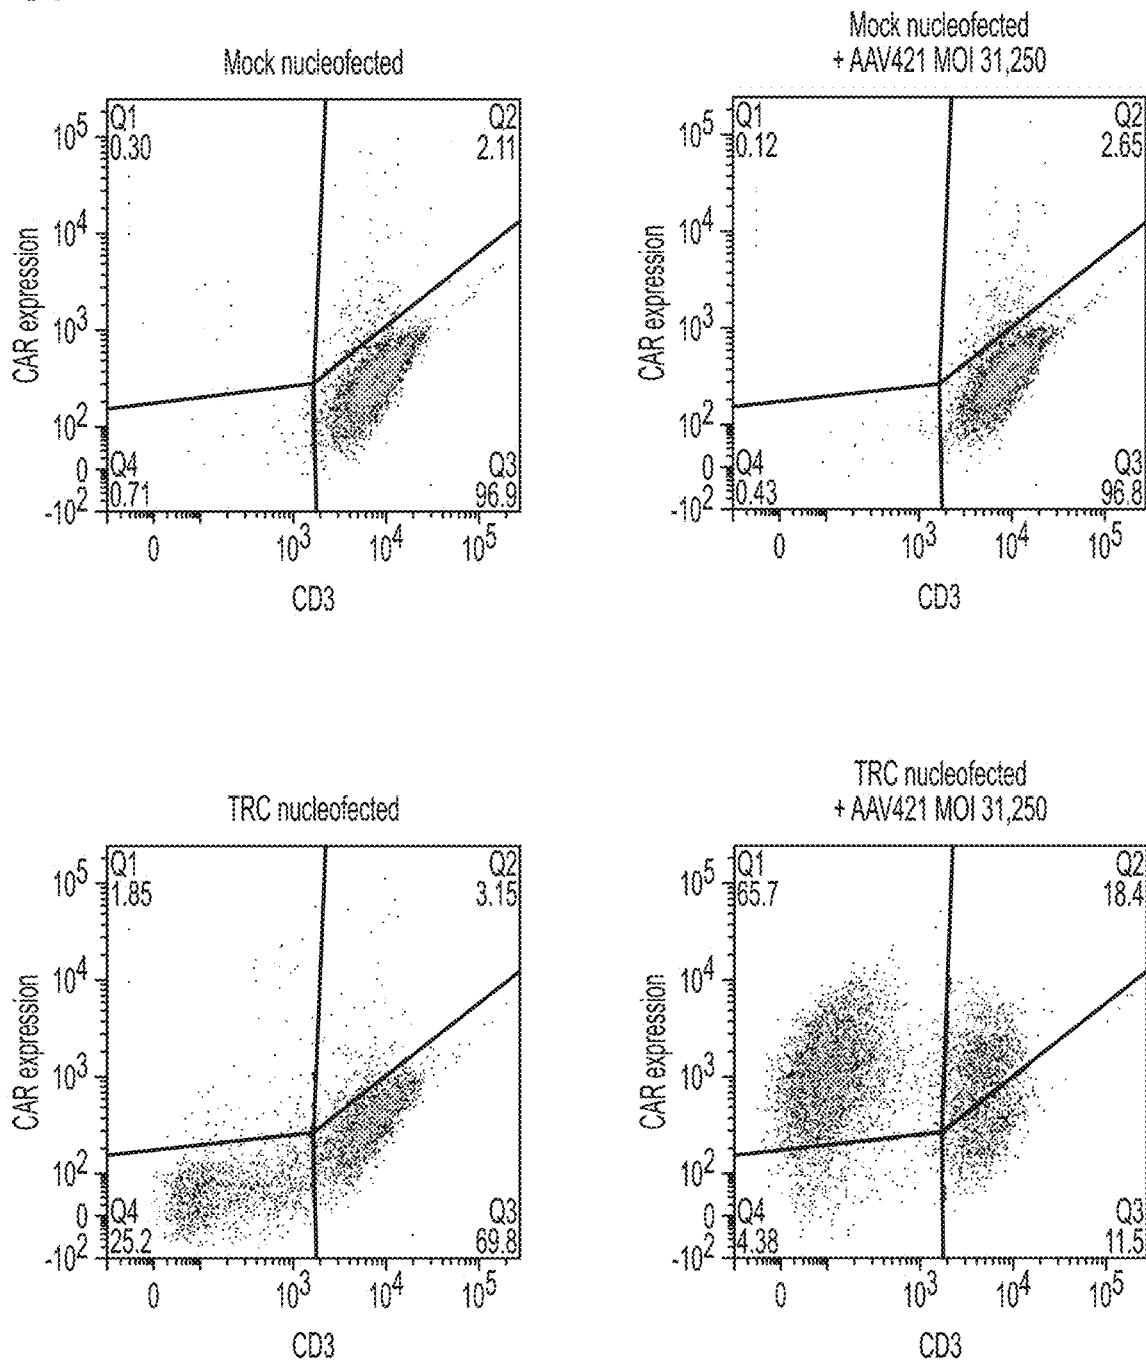 Mock nucleofected
Q1
0.30
Q2
2.11
Q4
0.71
Q3
96.9
CAR expression
10^5
10^4
10^3
10^2
0
-10^2
0
10^3
10^4
10^5
CD3
Mock nucleofected
+ AAV421 MOI 31,250
Q1
0.12
Q2
2.65
Q4
0.43
Q3
96.8
CAR expression
10^5
10^4
10^3
10^2
0
-10^2
0
10^3
10^4
10^5
CD3
TRC nucleofected
Q1
1.85
Q2
3.15
Q4
25.2
Q3
69.8
CAR expression
10^5
10^4
10^3
10^2
0
-10^2
0
10^3
10^4
10^5
CD3
TRC nucleofected
+ AAV421 MOI 31,250
Q1
65.7
Q2
18.4
Q4
4.38
Q3
11.5
CAR expression
10^5
10^4
10^3
10^2
0
-10^2
0
10^3
10^4
10^5
CD3